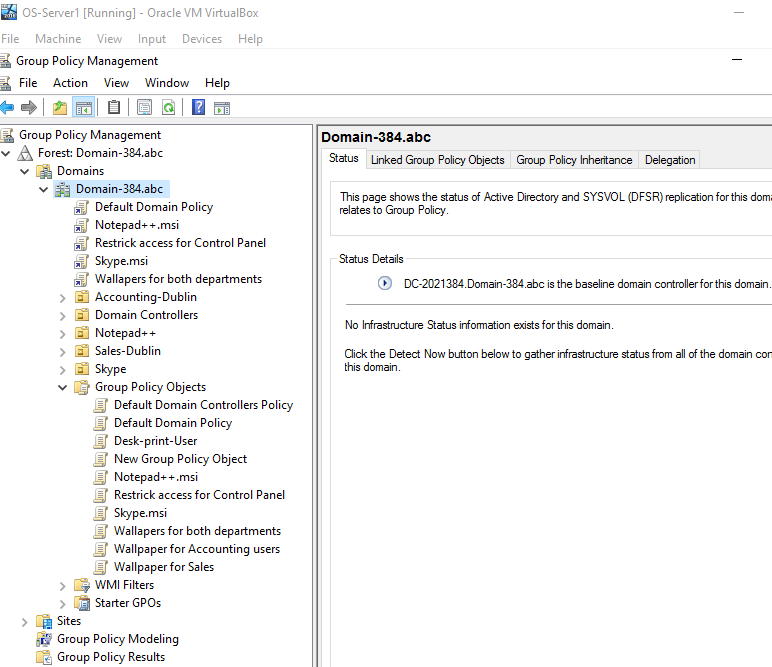 OS-Server1 [Running] - Oracle VM VirtualBox
File Machine View Input Devices Help
Group Policy Management
File Action View Window Help
Group Policy Management
Forest: Domain-384.abc
Domains
Domain-384.abc
Default Domain Policy
Notepad++.msi
Restrick access for Control Panel
Skype.msi
Wallapers for both departments
Accounting-Dublin
Domain Controllers
Notepad++
Sales-Dublin
Skype
Group Policy Objects
Default Domain Controllers Policy
Default Domain Policy
Desk-print-User
New Group Policy Object
Notepad++.msi
Restrick access for Control Panel
Skype.msi
Wallapers for both departments
Wallpaper for Accounting users
Wallpaper for Sales
WMI Filters
Starter GPOs
Sites
Group Policy Modeling
Group Policy Results
Domain-384.abc
Status Linked Group Policy Objects Group Policy Inheritance Delegation
This page shows the status of Active Directory and SYSVOL (DFSR) replication for this doma
relates to Group Policy.
Status Details
DC-2021384.Domain-384.abc is the baseline domain controller for this domain.
No Infrastructure Status information exists for this domain.
Click the Detect Now button below to gather infrastructure status from all of the domain con
this domain.